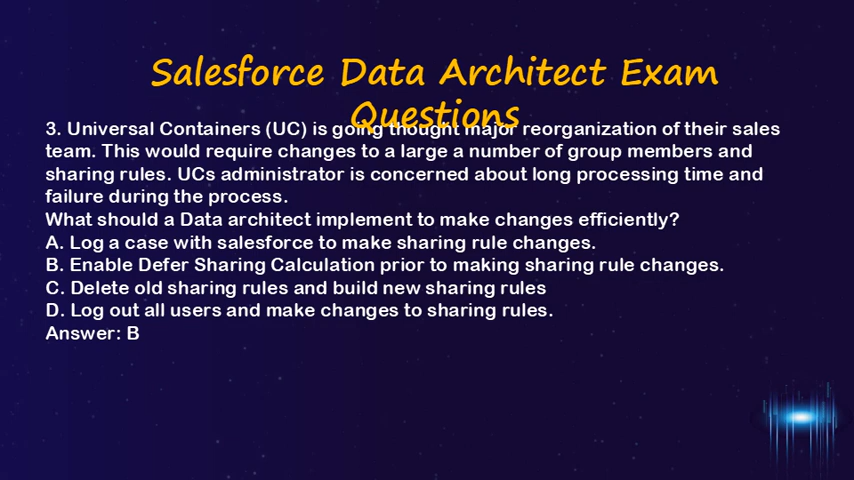 Salesforce Data Architect Exam
Questions
3. Universal Containers (UC) is going thought major reorganization of their sales
team. This would require changes to a large a number of group members and
sharing rules. UCs administrator is concerned about long processing time and
failure during the process.
What should a Data architect implement to make changes efficiently?
A. Log a case with salesforce to make sharing rule changes.
B. Enable Defer Sharing Calculation prior to making sharing rule changes.
C. Delete old sharing rules and build new sharing rules
D. Log out all users and make changes to sharing rules.
Answer: B